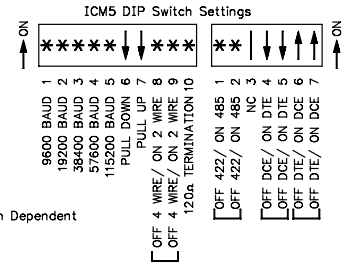 ICM5 DIP Switch Settings
ON
* * * * * * * *
* *
ON
9600 BAUD 1
19200 BAUD 2
38400 BAUD 3
57600 BAUD 4
115200 BAUD 5
PULL DOWN 6
PULL UP 7
OFF 4 WIRE/ ON 2 WIRE 8
OFF 4 WIRE/ ON 2 WIRE 9
120Ω TERMINATION 10
OFF 422/ ON 485 1
OFF 422/ ON 485 2
NC 3
OFF DCE/ ON DTE 4
OFF DCE/ ON DTE 5
OFF DTE/ ON DCE 6
OFF DTE/ ON DCE 7
Dependent